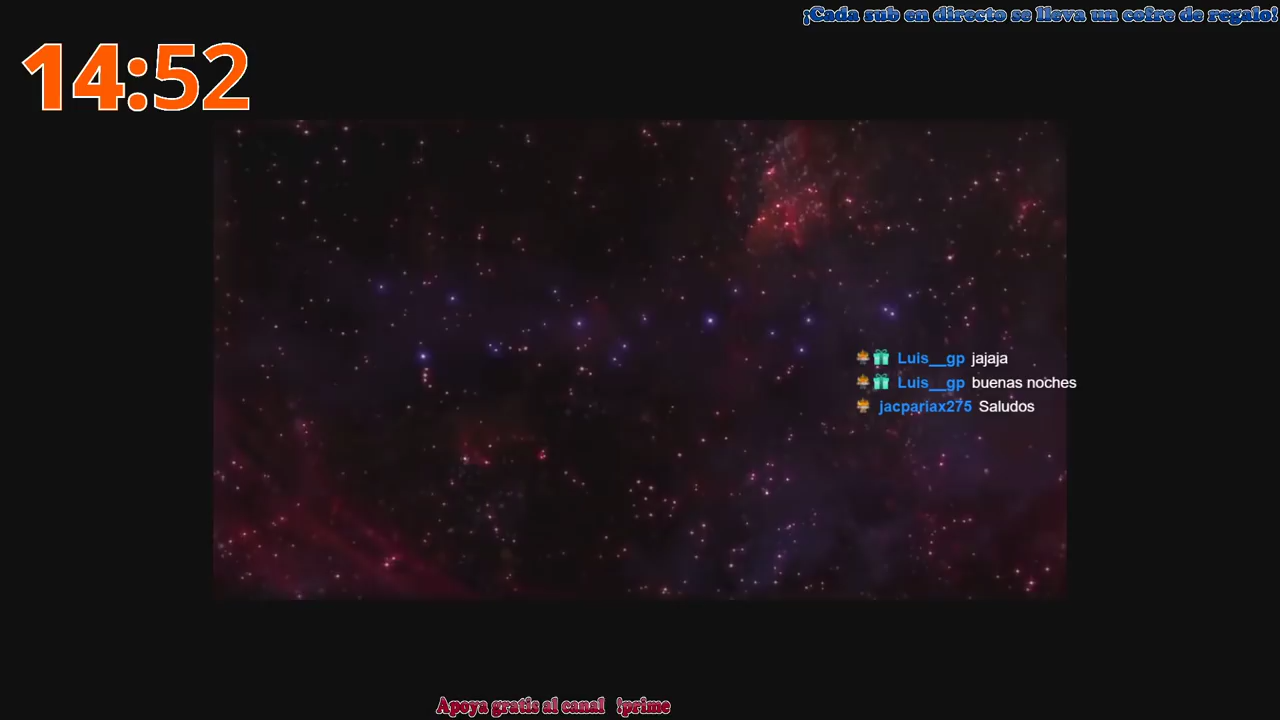 ¡Cada sub en directo se lleva un cofre de regalo!
14:52
Luis__gp jajaja
Luis__gp buenas noches
jacpariax275 Saludos
Apoya gratis al canal !prime